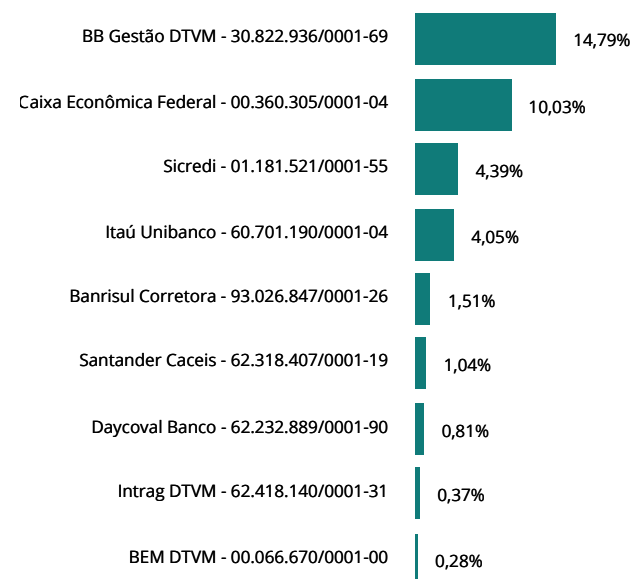 BB Gestão DTVM - 30.822.936/0001-69 14,79%
Caixa Econômica Federal - 00.360.305/0001-04 10,03%
Sicredi - 01.181.521/0001-55 4,39%
Itaú Unibanco - 60.701.190/0001-04 4,05%
Banrisul Corretora - 93.026.847/0001-26 1,51%
Santander Caceis - 62.318.407/0001-19 1,04%
Daycoval Banco - 62.232.889/0001-90 0,81%
Intrag DTVM - 62.418.140/0001-31 0,37%
BEM DTVM - 00.066.670/0001-00 0,28%